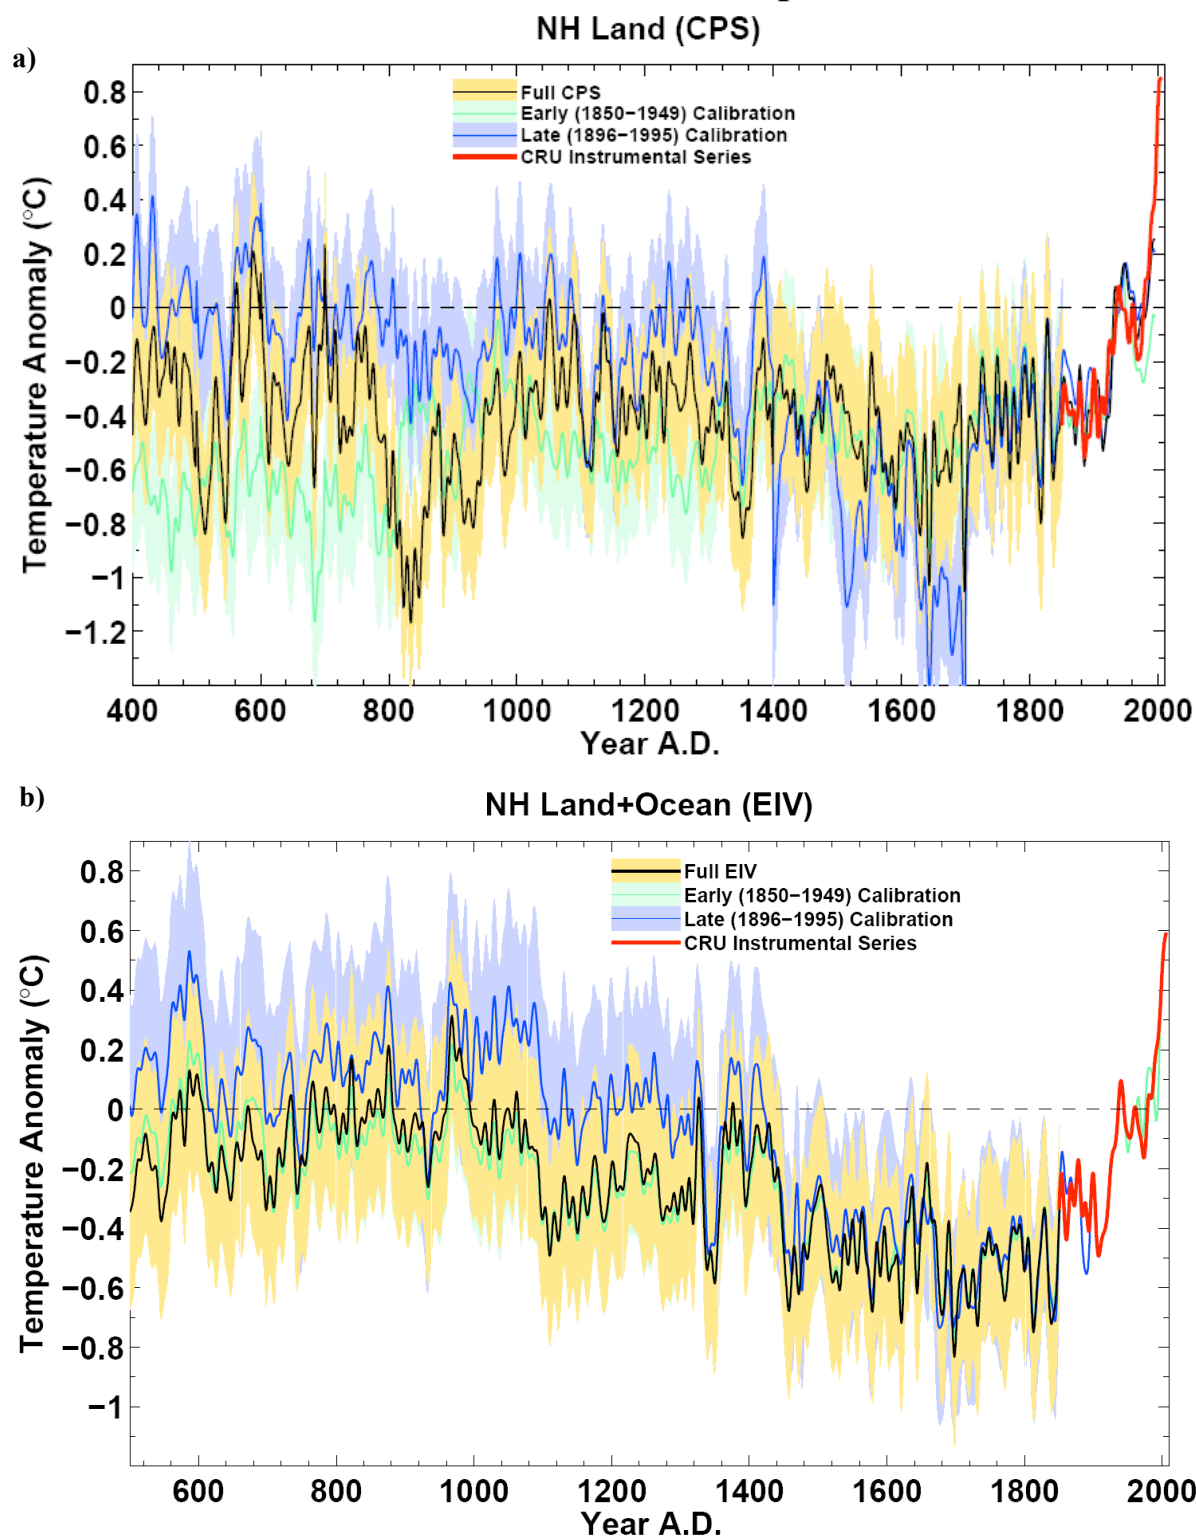 NH Land (CPS)
a)
Full CPS
Early (1850−1949) Calibration
Late (1896−1995) Calibration
CRU Instrumental Series
Temperature Anomaly (°C)
0.8
0.6
0.4
0.2
0
−0.2
−0.4
−0.6
−0.8
−1
−1.2
400 600 800 1000 1200 1400 1600 1800 2000
Year A.D.
b)
NH Land+Ocean (EIV)
Full EIV
Early (1850−1949) Calibration
Late (1896−1995) Calibration
CRU Instrumental Series
Temperature Anomaly (°C)
0.8
0.6
0.4
0.2
0
−0.2
−0.4
−0.6
−0.8
−1
600 800 1000 1200 1400 1600 1800 2000
Year A.D.